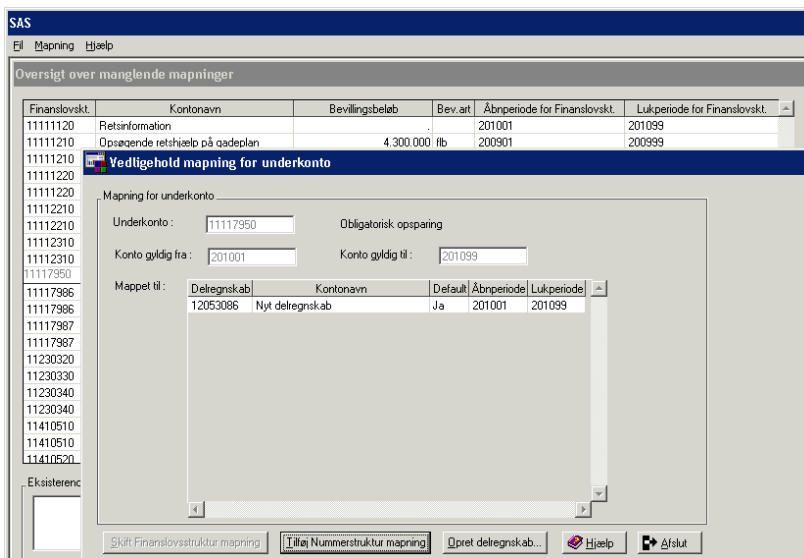 SAS
Fil Mapning Hjælp
Oversigt over manglende mapninger
Finanslovskt. Kontonavn Bevillingsbeløb Bev.art Åbnperiode for Finanslovskt. Lukperiode for Finanslovskt.
11111120 Retsinformation . 201001 201099
11111210 Opsøgende retshjælp på gadeplan 4.300.000 flb 200901 200999
11111210
11111220
11111220
11112210
11112210
11112310
11112310
11117950
11117986
11117986
11117987
11117987
11230320
11230330
11230340
11230340
11410510
11410510
11410520
Eksisterend
Vedligehold mapning for underkonto
Mapning for underkonto
Underkonto : 11117950 Obligatorisk opsparing
Konto gyldig fra : 201001 Konto gyldig til : 201099
Mappet til :
Delregnskab Kontonavn Default Åbnperiode Lukperiode
12053086 Nyt delregnskab Ja 201001 201099
Skift Finanslovsstruktur mapning Tilføj Nummerstruktur mapning Opret delregnskab... Hjælp Afslut